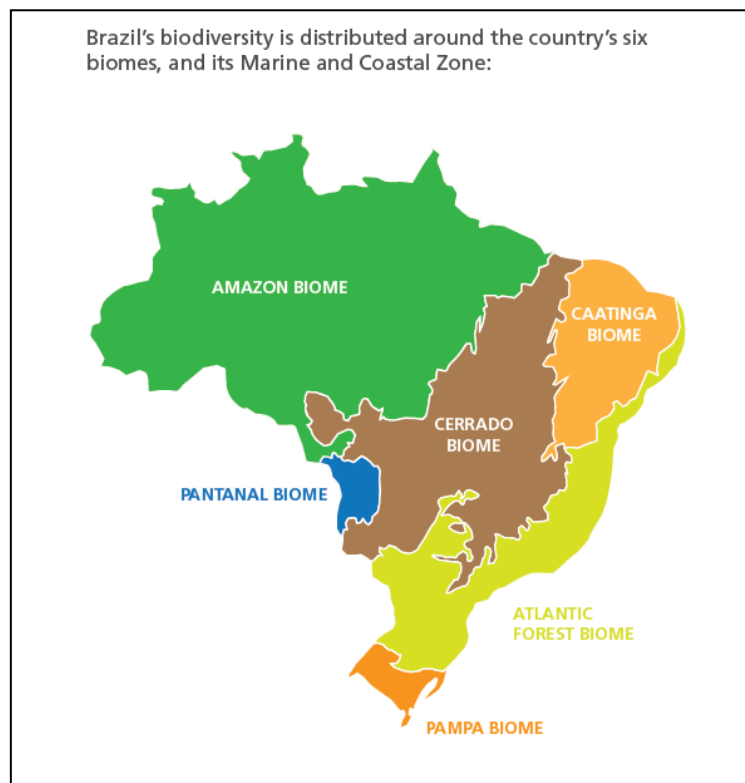 Brazil's biodiversity is distributed around the country's six
biomes, and its Marine and Coastal Zone:
AMAZON BIOME
CAATINGA
BIOME
CERRADO
BIOME
PANTANAL BIOME
ATLANTIC
FOREST BIOME
PAMPA BIOME